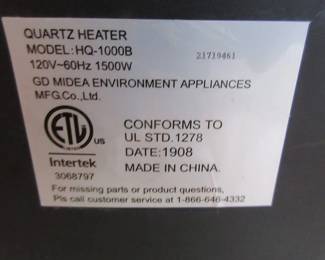 QUARTZ HEATER
MODEL: HQ-1000B
120V~60Hz 1500W
21719461
GD MIDEA ENVIRONMENT APPLIANCES
MFG.Co.,Ltd.
ETL
us
Intertek
3068797
CONFORMS TO
UL STD.1278
DATE:1908
MADE IN CHINA.
For missing parts or product questions,
Pls call customer service at 1-866-646-4332